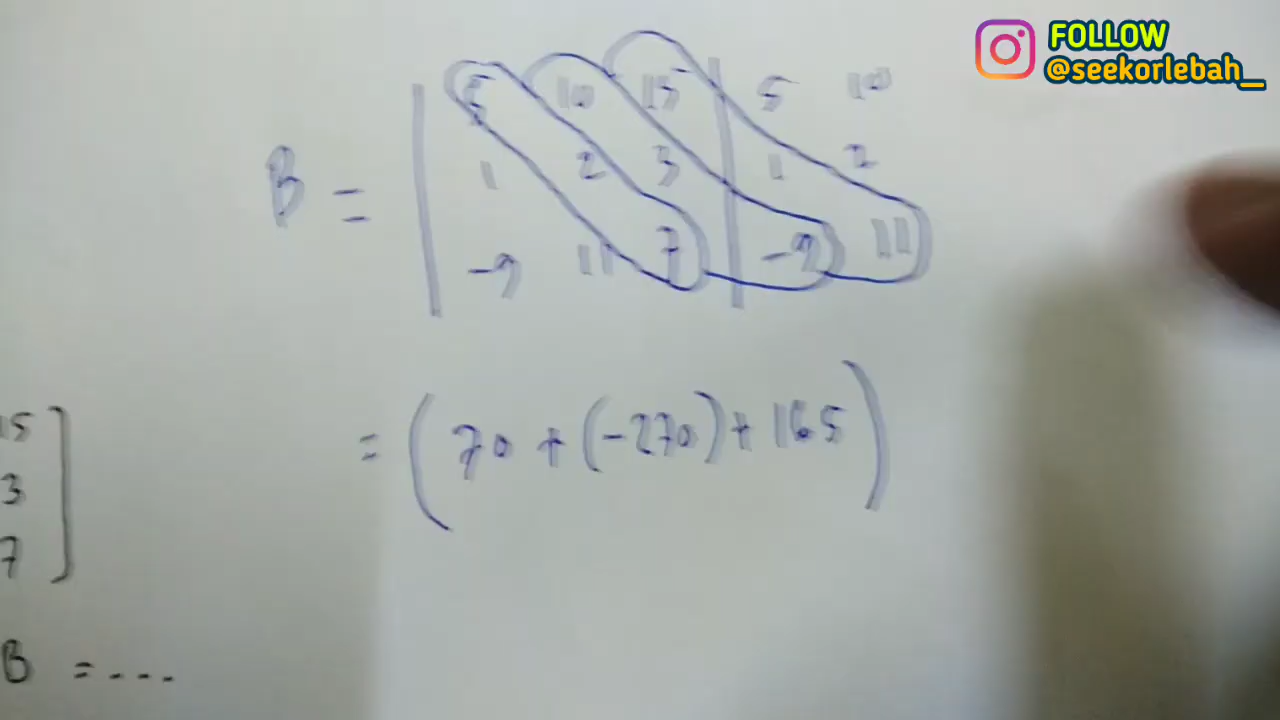 FOLLOW
@seekorlebah_
5 10 15 5 10
B = 1 2 3 1 2
-9 11 7 -9 11
= (70 + (-270) + 165)
15
3
7
B = ...